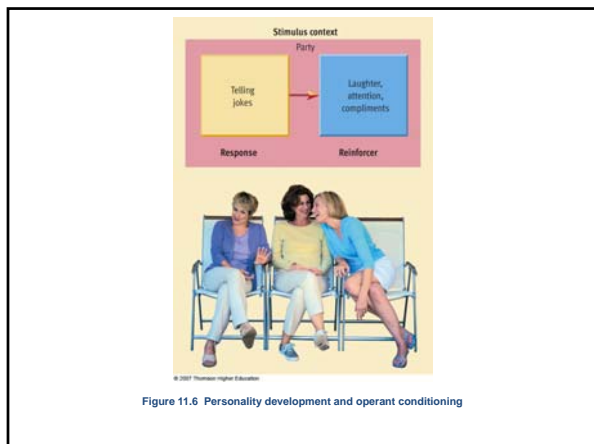 Stimulus context
Party
Telling
jokes
Laughter,
attention,
compliments
Response
Reinforcer
© 2007 Thomson Higher Education
Figure 11.6 Personality development and operant conditioning